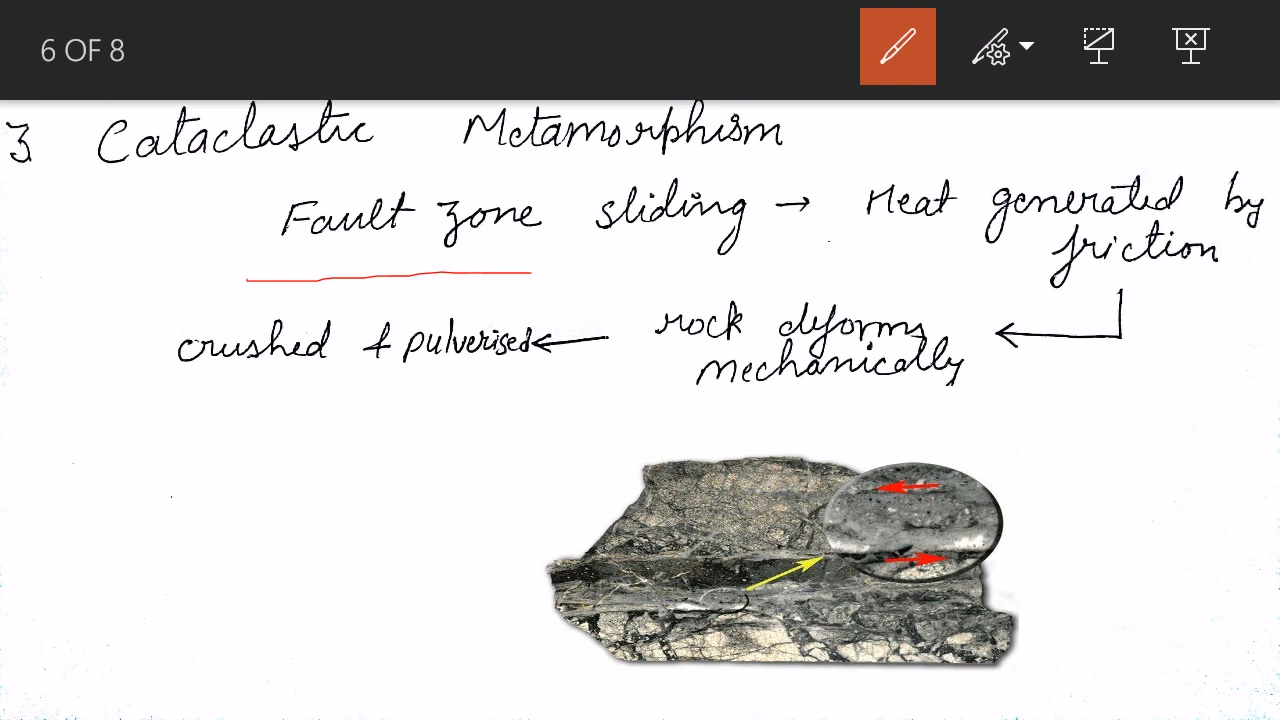 6 OF 8
3 Cataclastic Metamorphism
Fault zone sliding → Heat generated by
friction
rock deforms
mechanically
crushed & pulverised